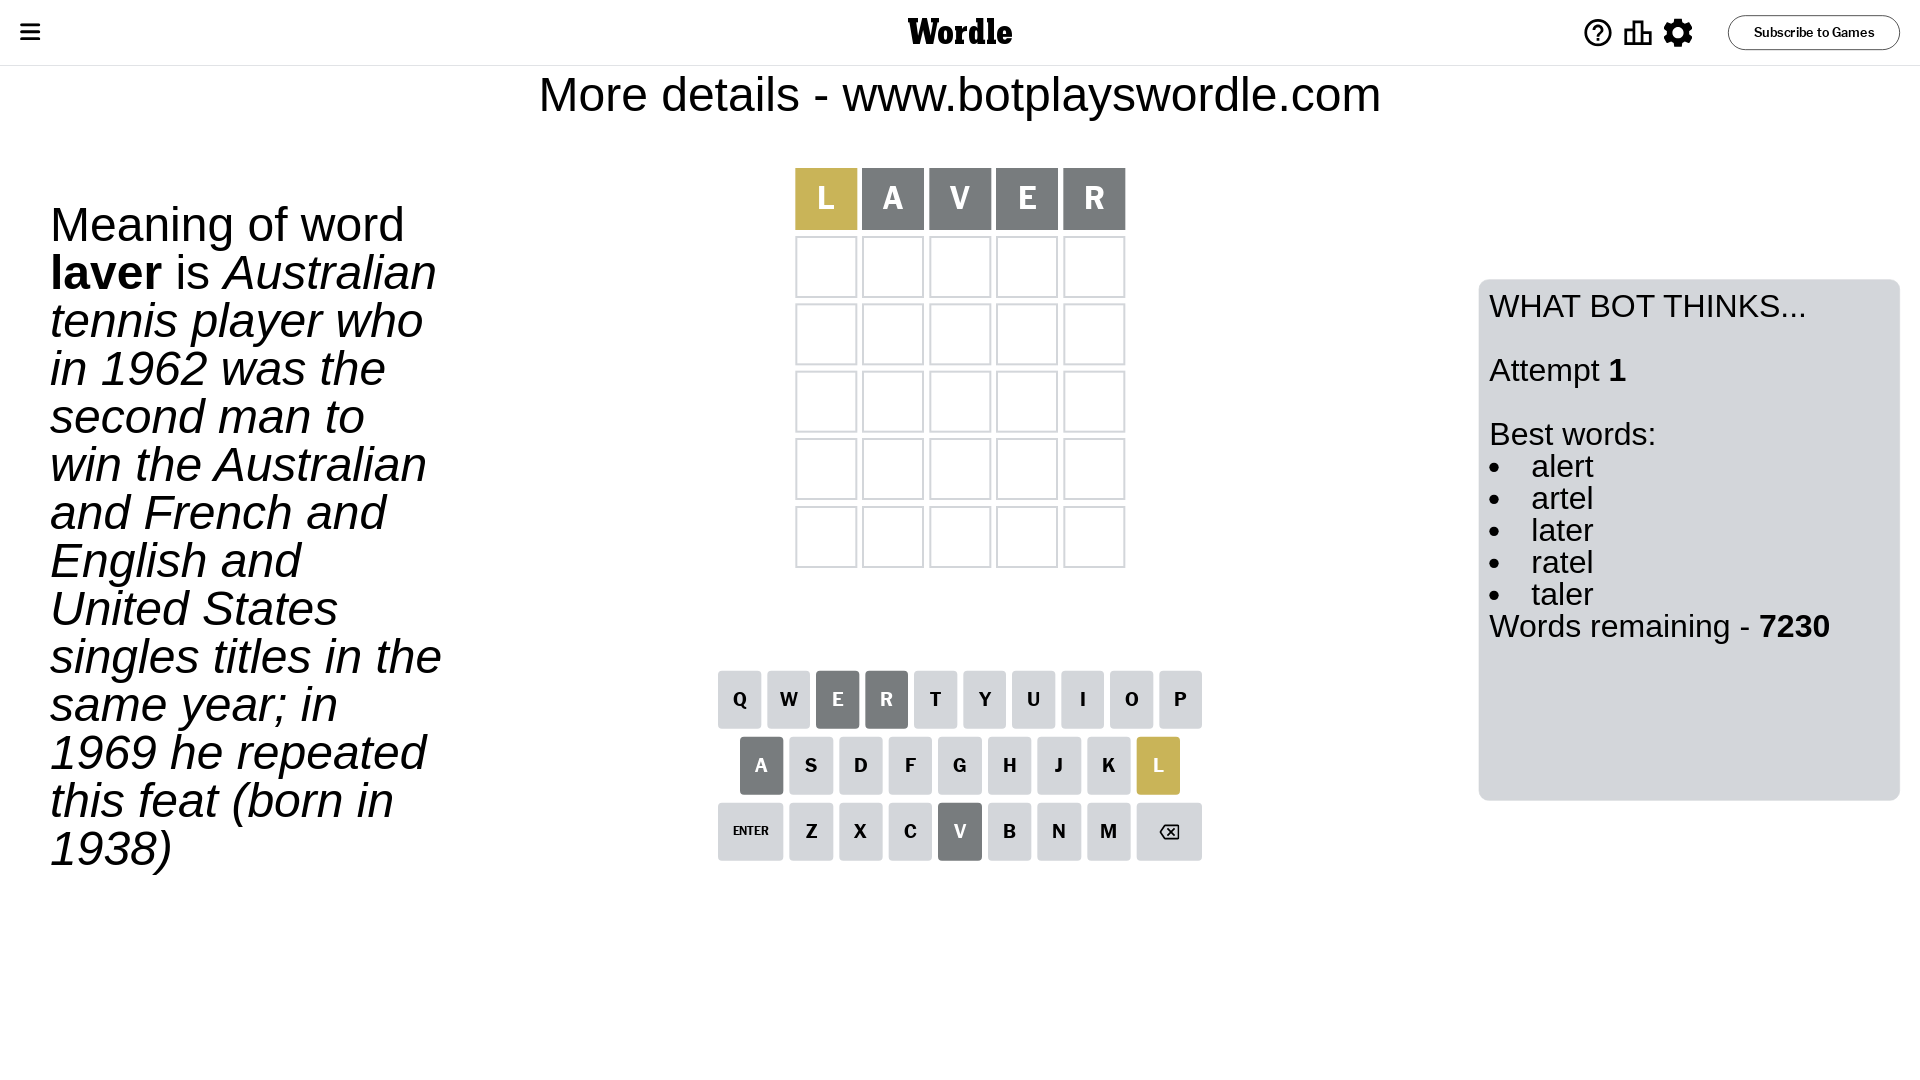 Wordle
Subscribe to Games
More details - www.botplayswordle.com
Meaning of word
laver is Australian
tennis player who
in 1962 was the
second man to
win the Australian
and French and
English and
United States
singles titles in the
same year; in
1969 he repeated
this feat (born in
1938)
L A V E R
WHAT BOT THINKS...
Attempt 1
Best words:
• alert
• artel
• later
• ratel
• taler
Words remaining - 7230
Q W E R T Y U I O P
A S D F G H J K L
ENTER Z X C V B N M